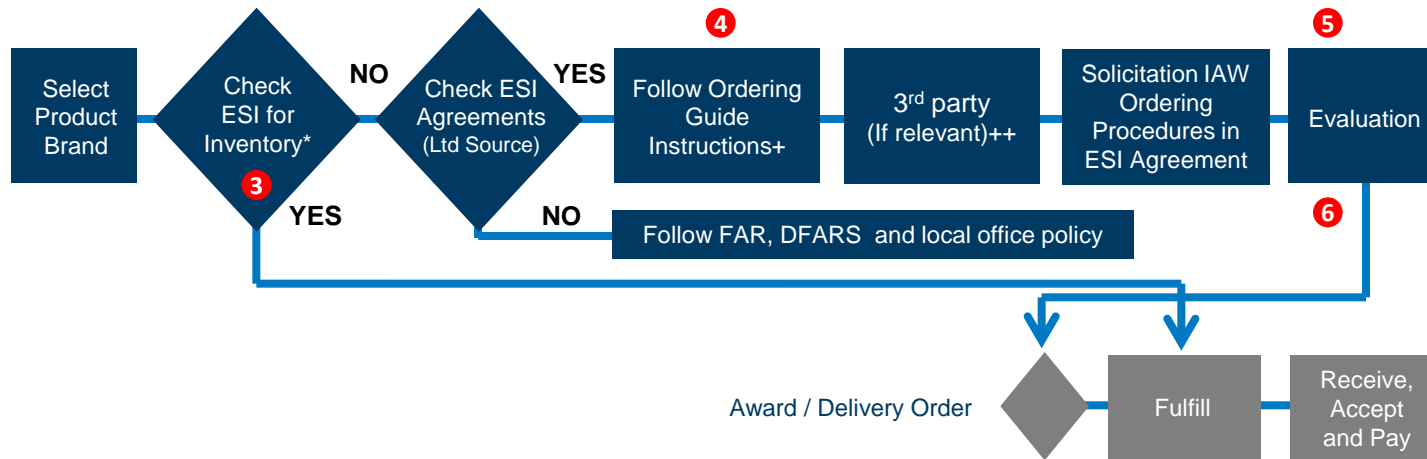 4
5
Select
Product
Brand
Check
ESI for
Inventory*
3
NO
YES
Check ESI
Agreements
(Ltd Source)
YES
NO
Follow Ordering
Guide
Instructions+
3rd party
(If relevant)++
Solicitation IAW
Ordering
Procedures in
ESI Agreement
Evaluation
6
Follow FAR, DFARS and local office policy
Award / Delivery Order
Fulfill
Receive,
Accept
and Pay